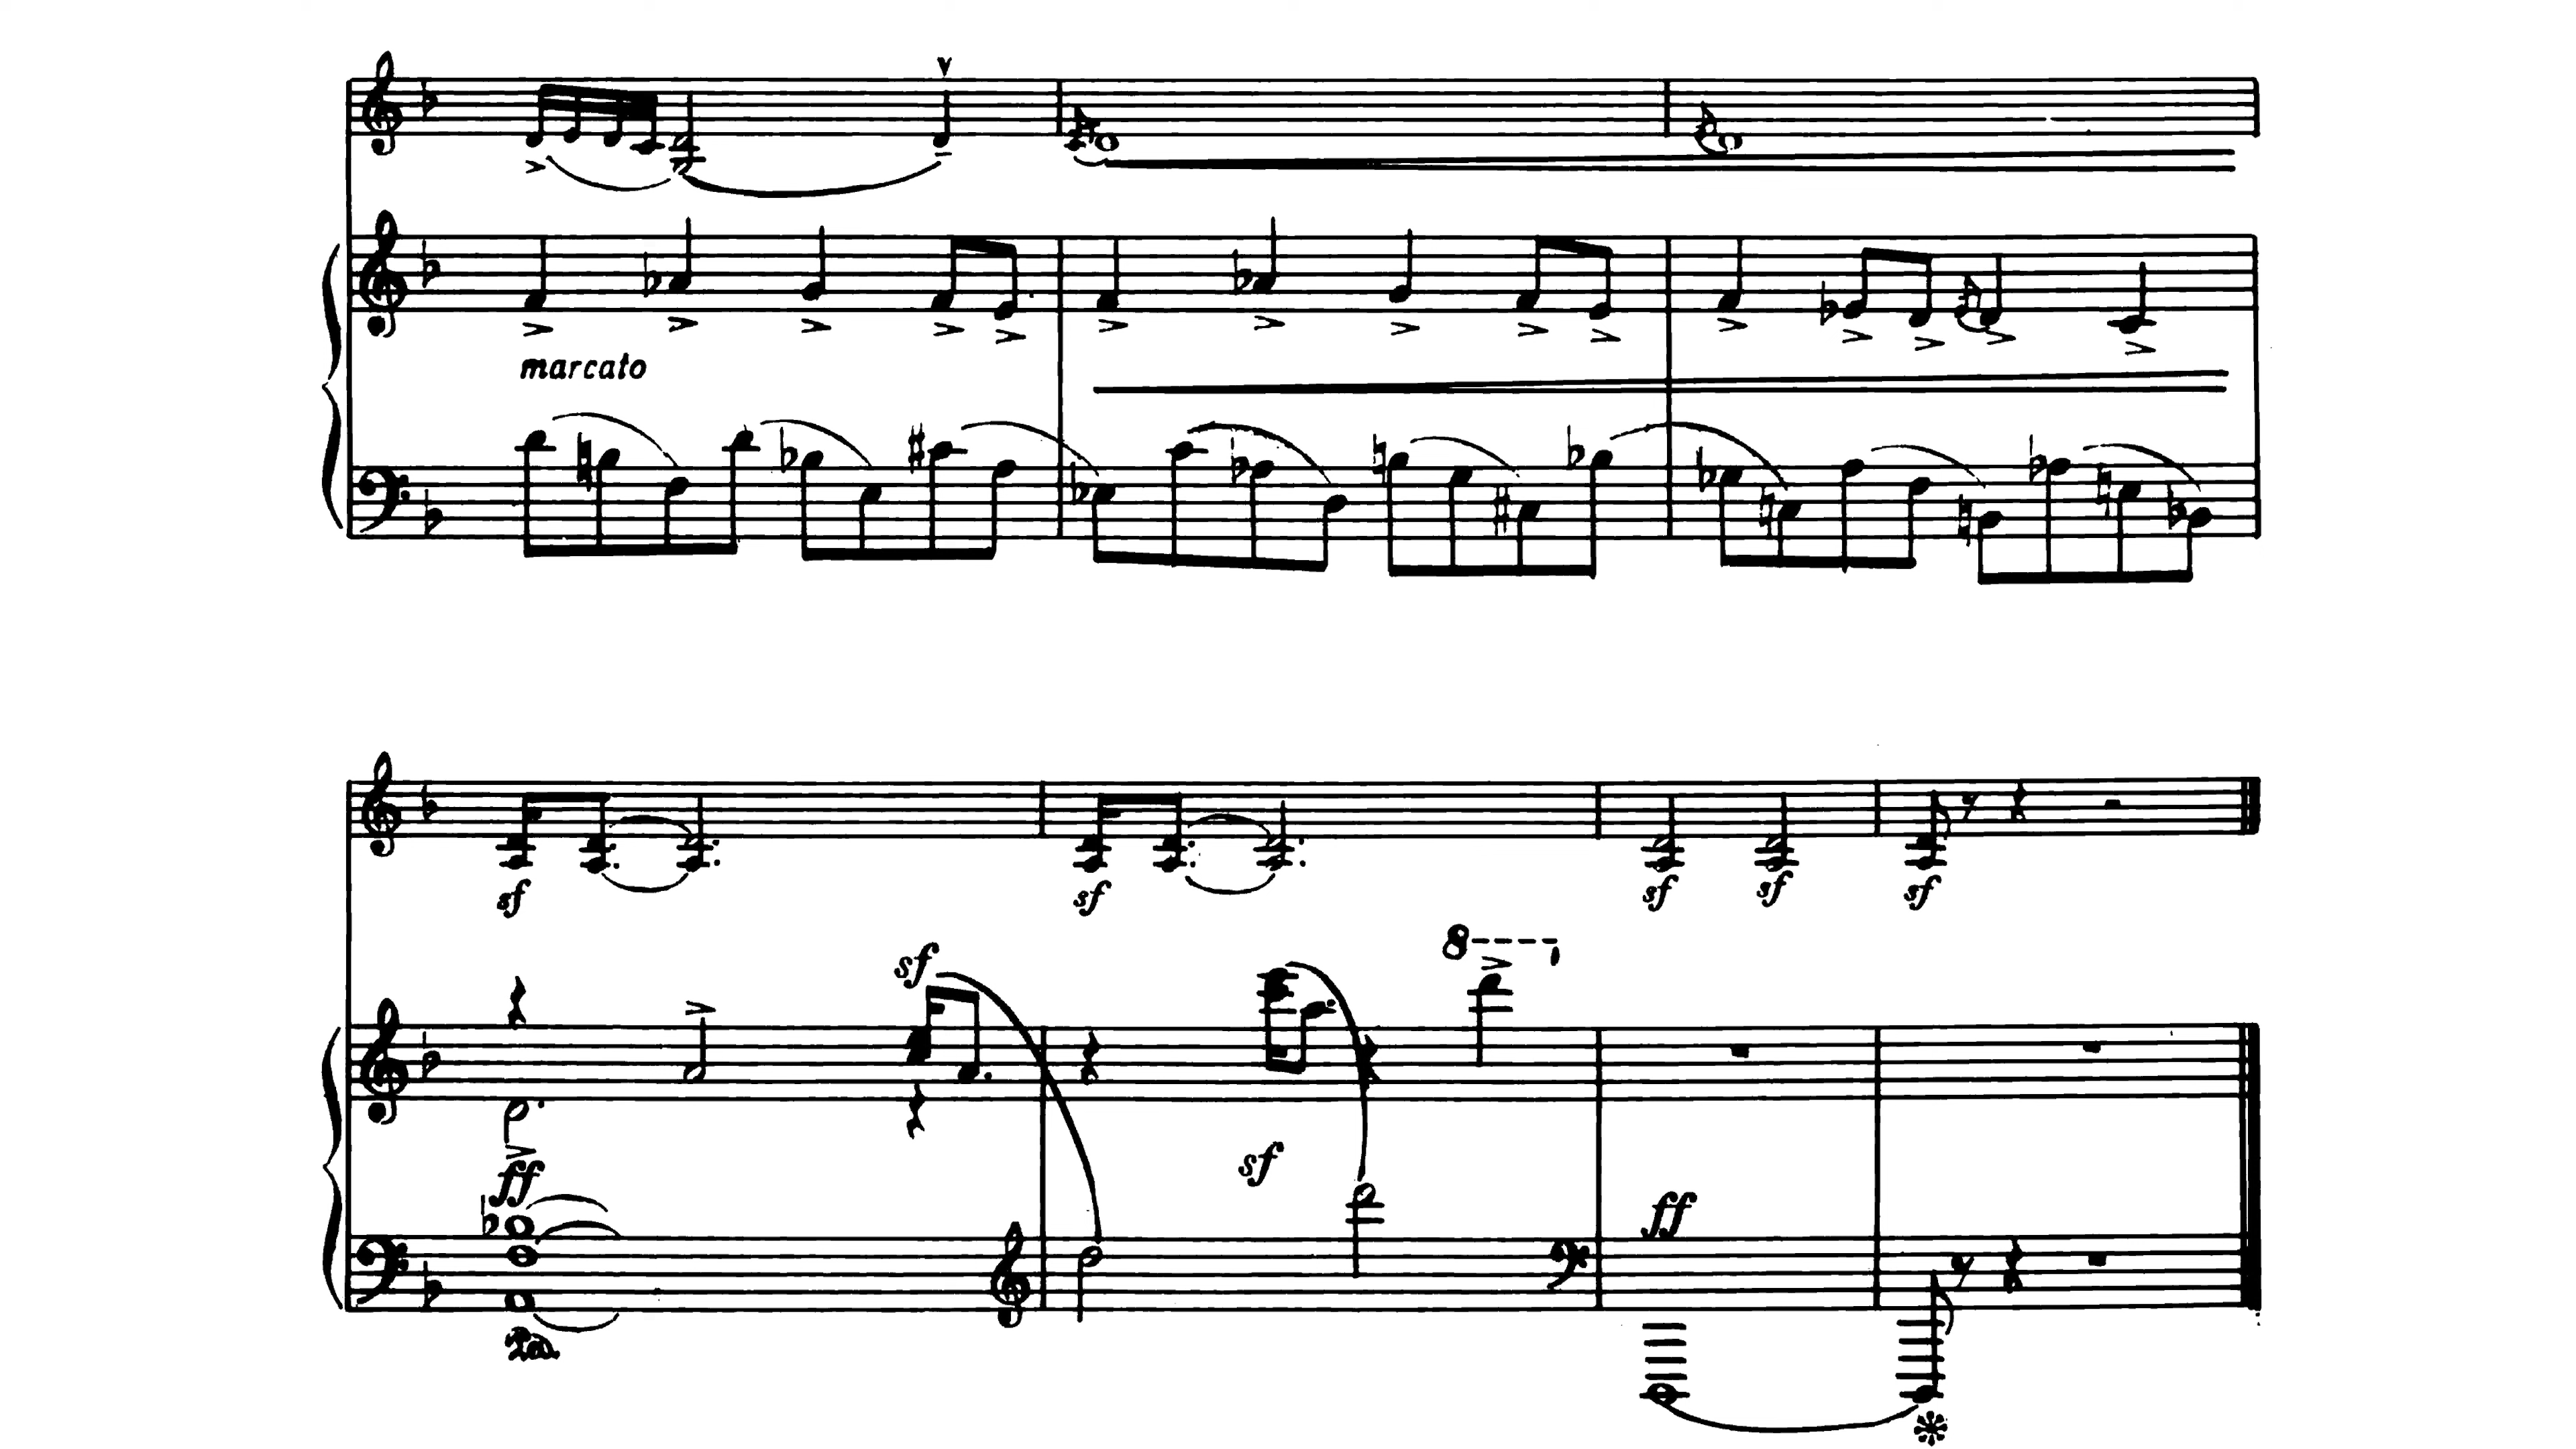 marcato
sf sf sf sf sf
sf
8
ff sf
ff